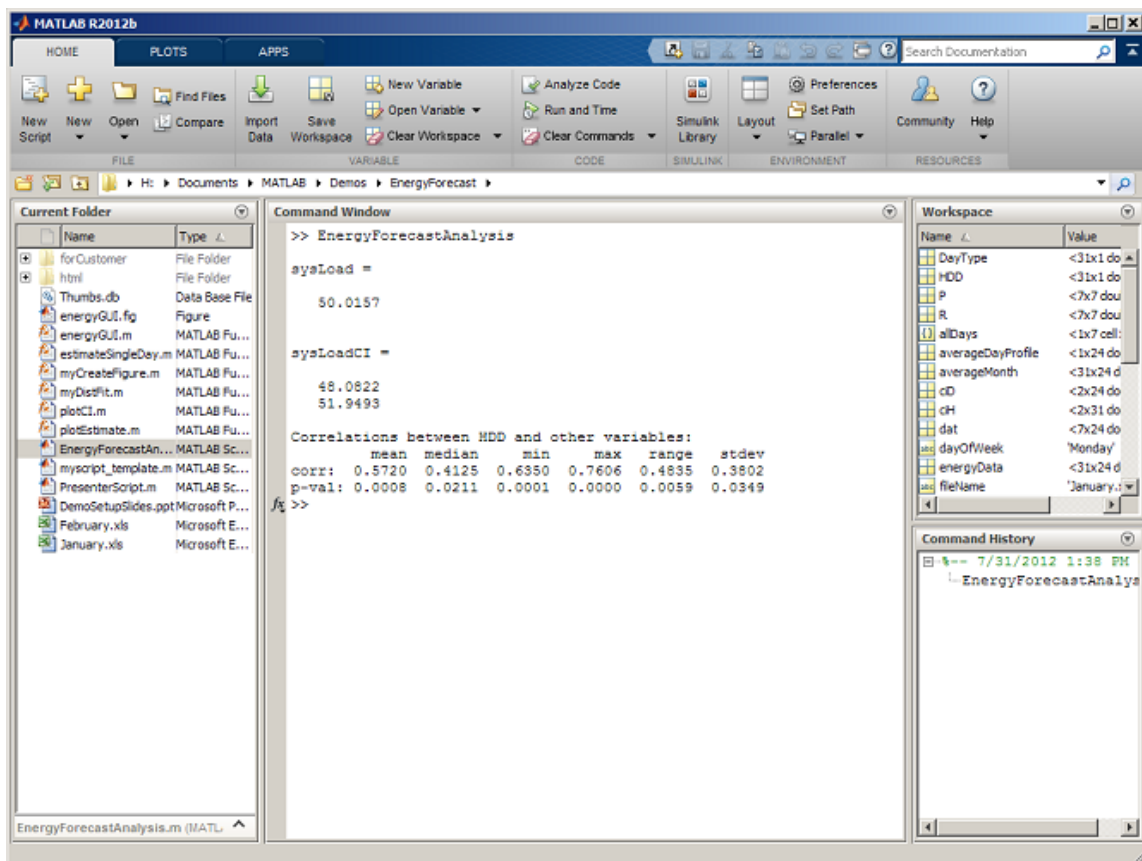 MATLAB R2012b
HOME PLOTS APPS Search Documentation
New Script
New
Open
Find Files
Compare
FILE
Import Data
Save Workspace
New Variable
Open Variable
Clear Workspace
VARIABLE
Analyze Code
Run and Time
Clear Commands
CODE
Simulink Library
SIMULINK
Layout
Preferences
Set Path
Parallel
ENVIRONMENT
Community
Help
RESOURCES
H: Documents MATLAB Demos EnergyForecast
Current Folder
Name Type
forCustomer File Folder
html File Folder
Thumbs.db Data Base File
energyGUI.fig Figure
energyGUI.m MATLAB Fu...
estimateSingleDay.m MATLAB Fu...
myCreateFigure.m MATLAB Fu...
myDistFit.m MATLAB Fu...
plotCI.m MATLAB Fu...
plotEstimate.m MATLAB Fu...
EnergyForecastAn... MATLAB Sc...
myscript_template.m MATLAB Sc...
PresenterScript.m MATLAB Sc...
DemoSetupSlides.ppt Microsoft P...
February.xls Microsoft E...
January.xls Microsoft E...
EnergyForecastAnalysis.m (MATL
Command Window
>> EnergyForecastAnalysis
sysLoad =
50.0157
sysLoadCI =
48.0822
51.9493
Correlations between HDD and other variables:
mean median min max range stdev
corr: 0.5720 0.4125 0.6350 0.7606 0.4835 0.3802
p-val: 0.0008 0.0211 0.0001 0.0000 0.0059 0.0349
fx >>
Workspace
Name Value
DayType <31x1 do
HDD <31x1 do
P <7x7 dou
R <7x7 dou
allDays <1x7 cell:
averageDayProfile <1x24 do
averageMonth <31x24 d
ciD <2x24 do
ciH <2x31 do
dat <7x24 do
dayOfWeek 'Monday'
energyData <31x24 d
fileName 'January.:
Command History
%-- 7/31/2012 1:38 PM
EnergyForecastAnalys